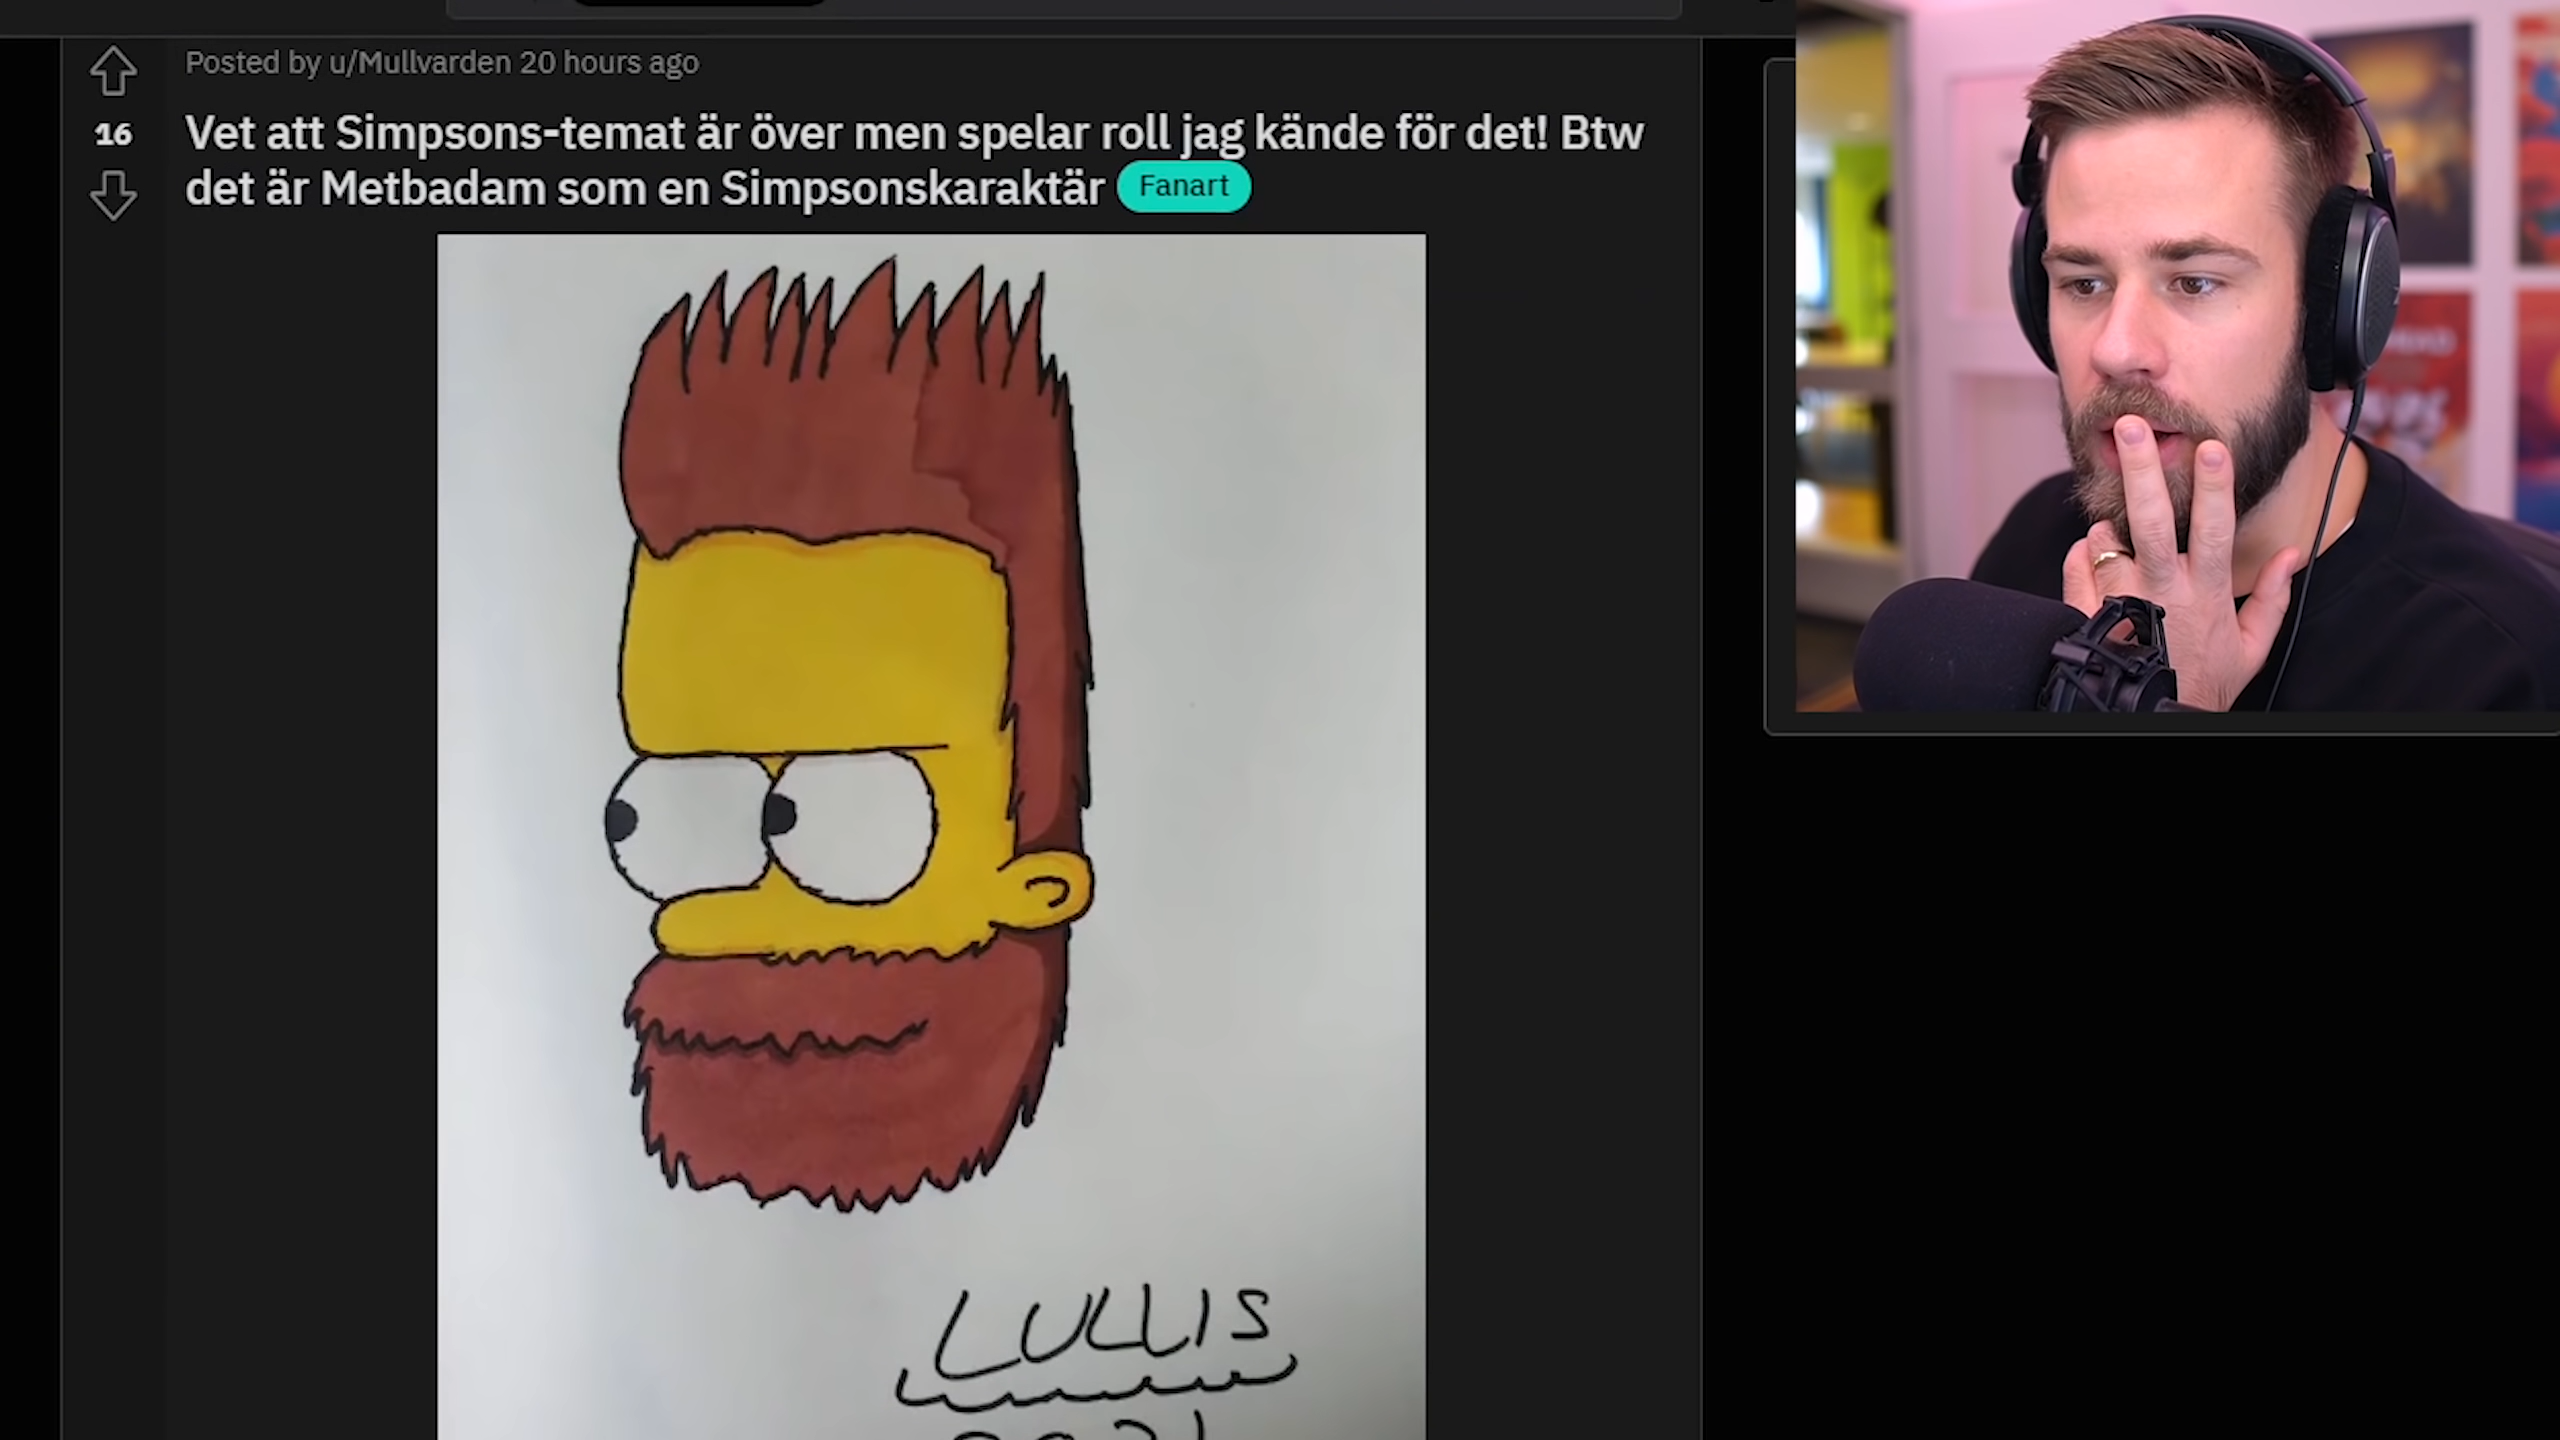 Posted by u/Mullvarden 20 hours ago
16
Vet att Simpsons-temat är över men spelar roll jag kände för det! Btw
det är Metbadam som en Simpsonskaraktär Fanart
LULLIS